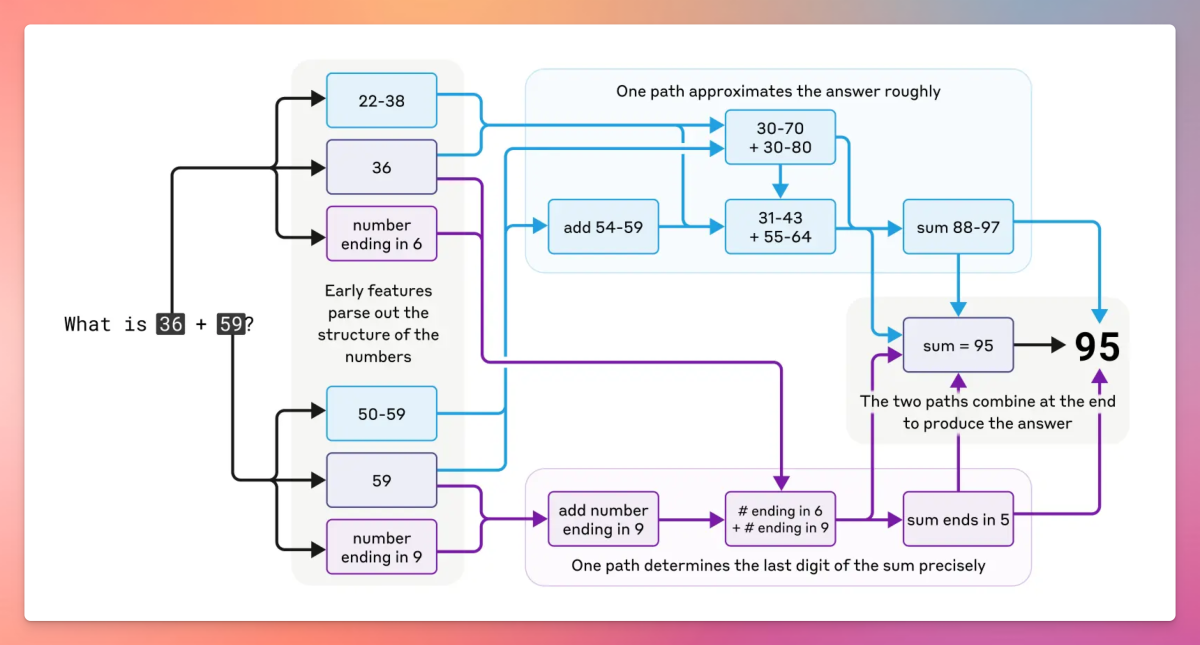 What is 36 + 59?
22-38
36
number
ending in 6
Early features
parse out the
structure of the
numbers
50-59
59
number
ending in 9
One path approximates the answer roughly
30-70
+ 30-80
add 54-59
31-43
+ 55-64
sum 88-97
sum = 95
95
The two paths combine at the end
to produce the answer
add number
ending in 9
# ending in 6
+ # ending in 9
sum ends in 5
One path determines the last digit of the sum precisely